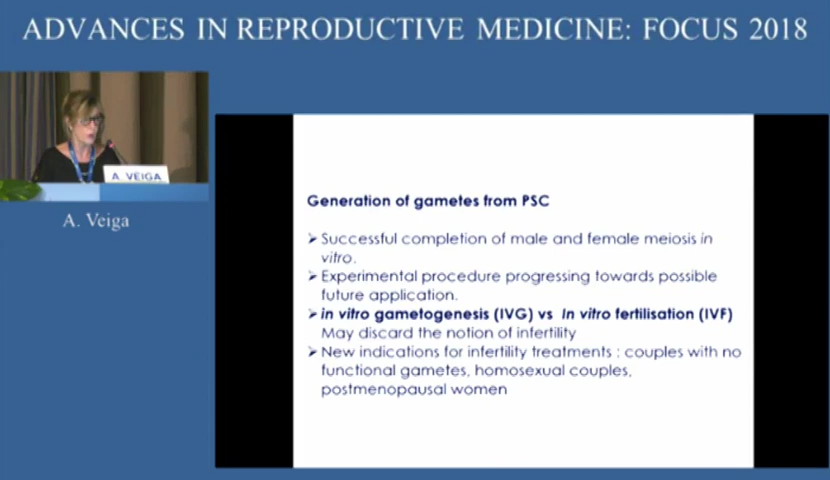 ADVANCES IN REPRODUCTIVE MEDICINE: FOCUS 2018
A. VEIGA
A. Veiga
Generation of gametes from PSC
➢ Successful completion of male and female meiosis in
vitro.
➢ Experimental procedure progressing towards possible
future application.
➢ in vitro gametogenesis (IVG) vs In vitro fertilisation (IVF)
May discard the notion of infertility
➢ New indications for infertility treatments : couples with no
functional gametes, homosexual couples,
postmenopausal women